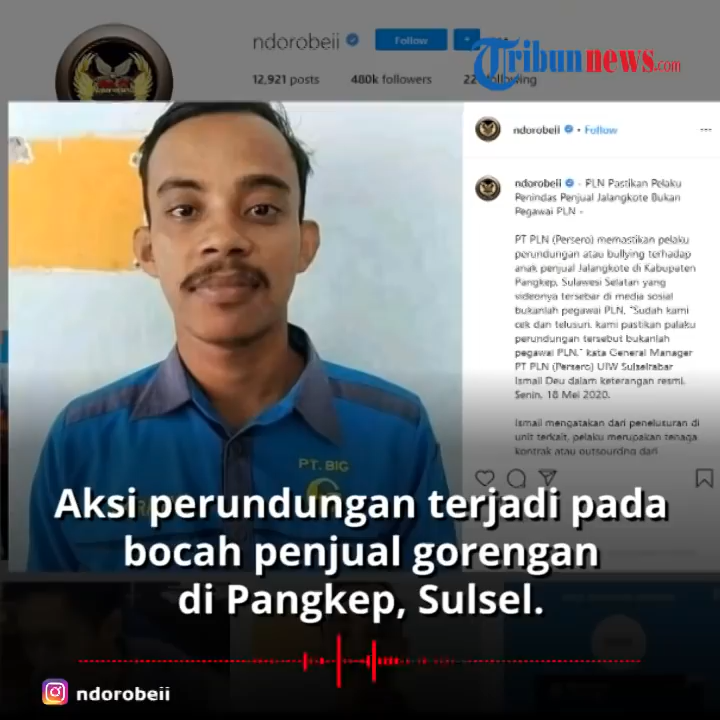 ndorobeii
Follow
Tribunnews.com
12,921 posts
480k followers
ndorobeii • Follow
ndorobeii - PLN Pastikan Pelaku
Penindas Penjual Jalangkote Bukan
Pegawai PLN -
PT PLN (Persero) memastikan pelaku
perundungan atau bullying terhadap
anak penjual Jalangkote di Kabupaten
Pangkep, Sulawesi Selatan yang
videonya tersebar di media sosial
bukanlah pegawai PLN, "Sudah kami
cek dan telusuri, kami pastikan palaku
perundungan tersebut bukanlah
pegawai PLN." kata General Manager
PT PLN (Persero) UIW Sulselrabar
Ismail Deu dalam keterangan resmi.
Senin, 18 Mei 2020.
Ismail mengatakan dari penelusuran di
unit terkait, pelaku merupakan tenaga
kontrak atau outsourcing dari
PT. BIG
Aksi perundungan terjadi pada
bocah penjual gorengan
di Pangkep, Sulsel.
ndorobeii